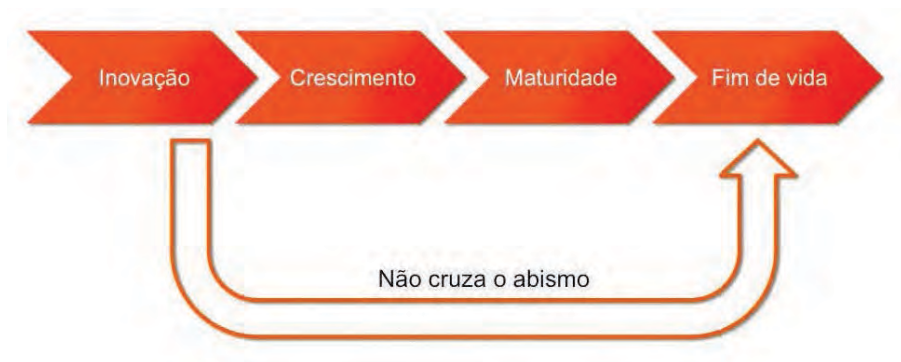 Inovação
Crescimento
Maturidade
Fim de vida
Não cruza o abismo